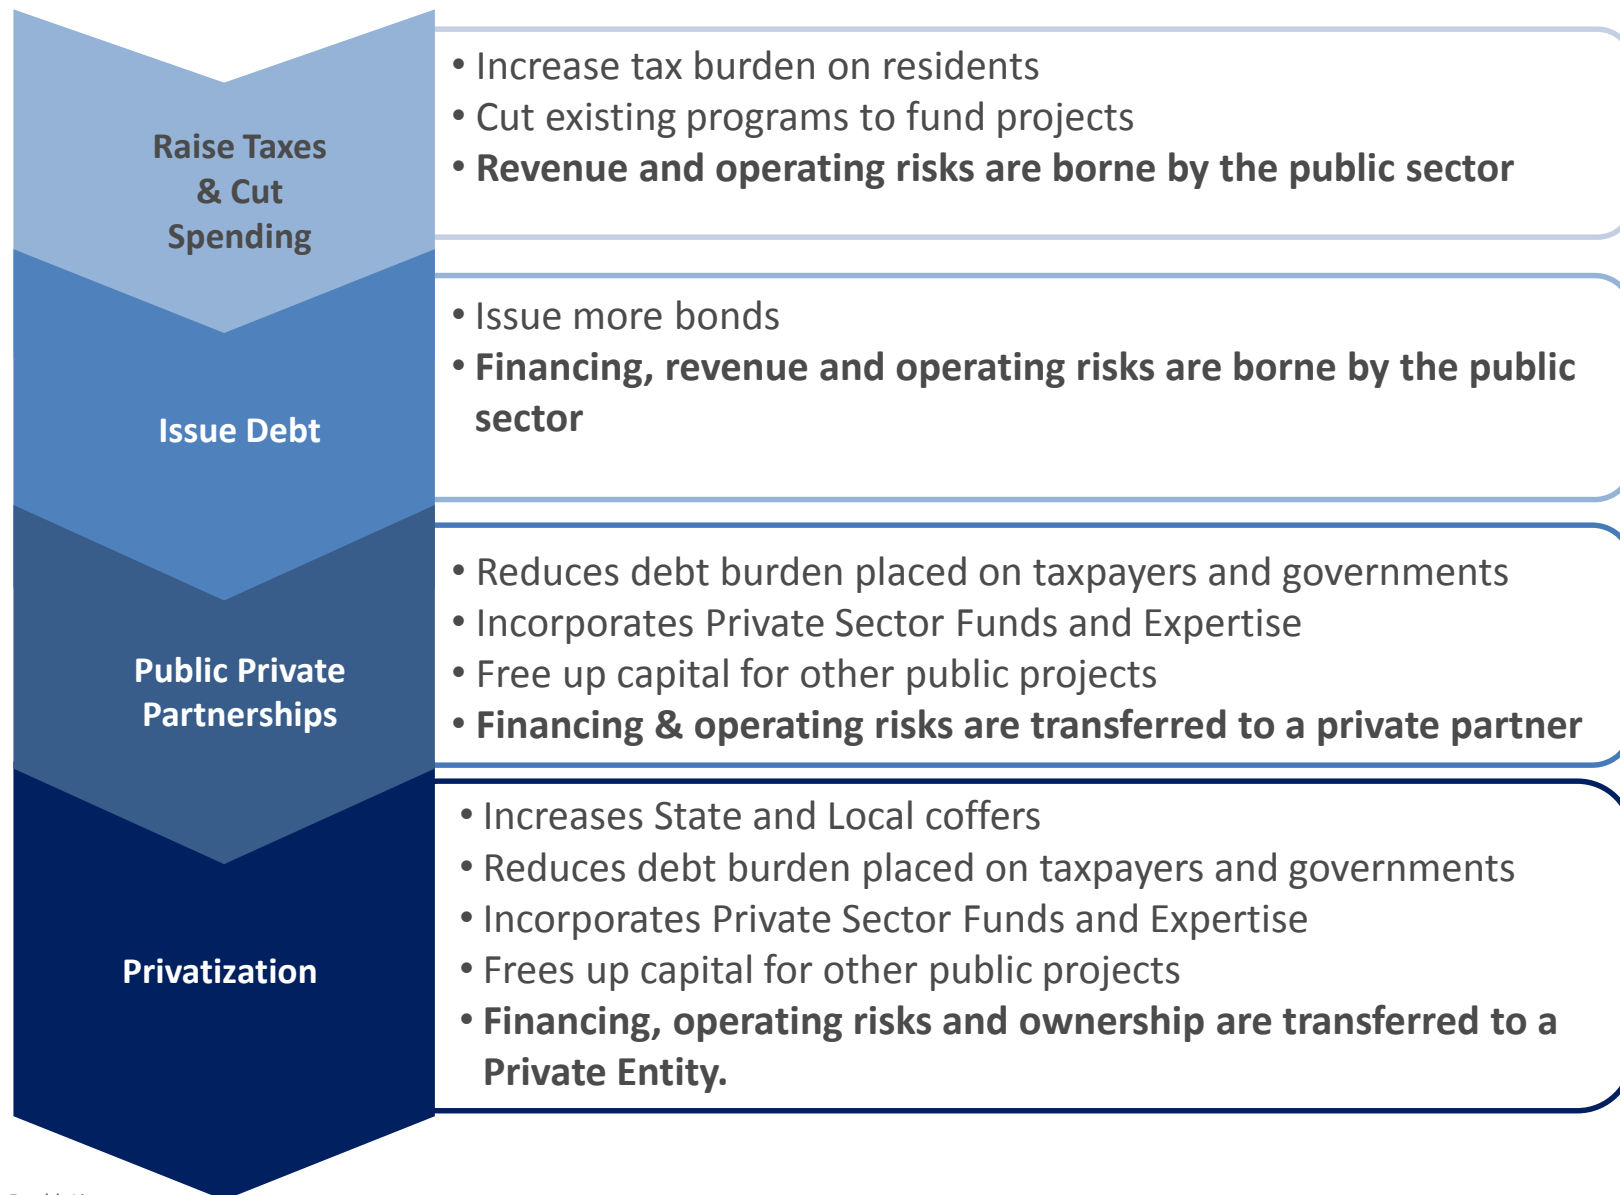 Raise Taxes
& Cut
Spending
• Increase tax burden on residents
• Cut existing programs to fund projects
• Revenue and operating risks are borne by the public sector
Issue Debt
• Issue more bonds
• Financing, revenue and operating risks are borne by the public
sector
Public Private
Partnerships
• Reduces debt burden placed on taxpayers and governments
• Incorporates Private Sector Funds and Expertise
• Free up capital for other public projects
• Financing & operating risks are transferred to a private partner
Privatization
• Increases State and Local coffers
• Reduces debt burden placed on taxpayers and governments
• Incorporates Private Sector Funds and Expertise
• Frees up capital for other public projects
• Financing, operating risks and ownership are transferred to a
Private Entity.